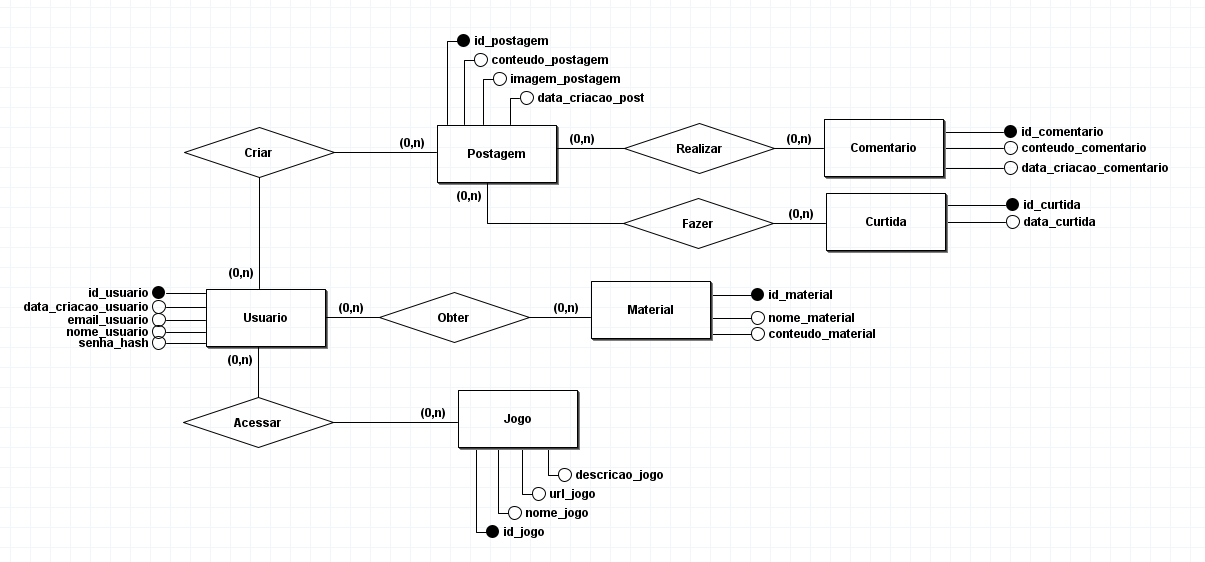 id_postagem
conteudo_postagem
imagem_postagem
data_criacao_post
Criar
(0,n)
Postagem
(0,n)
Realizar
(0,n)
Comentario
id_comentario
conteudo_comentario
data_criacao_comentario
(0,n)
Fazer
(0,n)
Curtida
id_curtida
data_curtida
(0,n)
id_usuario
data_criacao_usuario
email_usuario
nome_usuario
senha_hash
Usuario
(0,n)
Obter
(0,n)
Material
id_material
nome_material
conteudo_material
(0,n)
Acessar
(0,n)
Jogo
descricao_jogo
url_jogo
nome_jogo
id_jogo